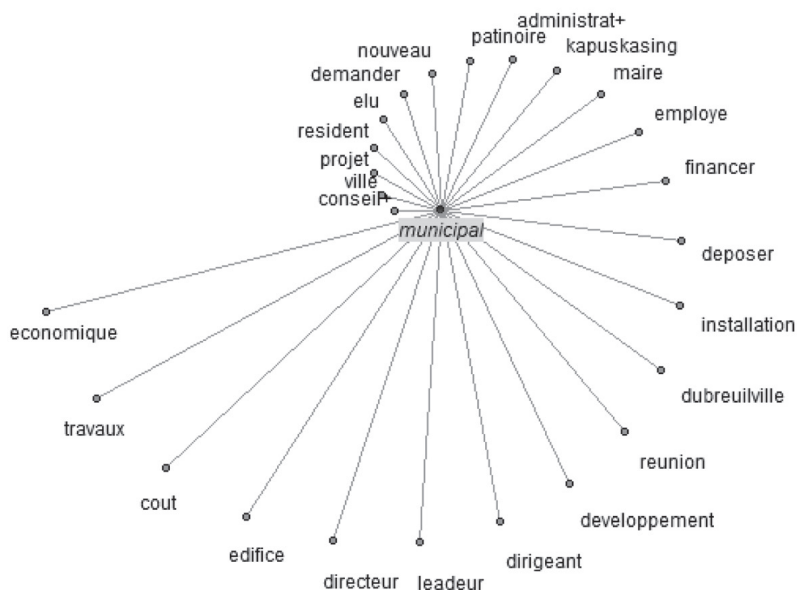 administrat+
patinoire
nouveau
kapuskasing
demander
maire
elu
employe
resident
projet
financer
ville
conseil+
municipal
deposer
installation
economique
dubreuilville
travaux
reunion
cout
developpement
edifice
dirigeant
directeur
leadeur